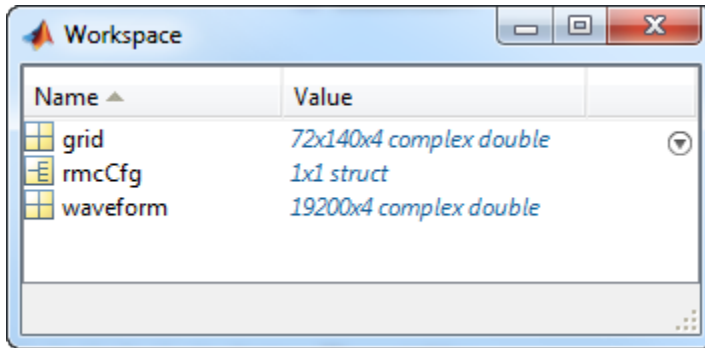 Workspace
Name Value
grid 72x140x4 complex double
rmcCfg 1x1 struct
waveform 19200x4 complex double